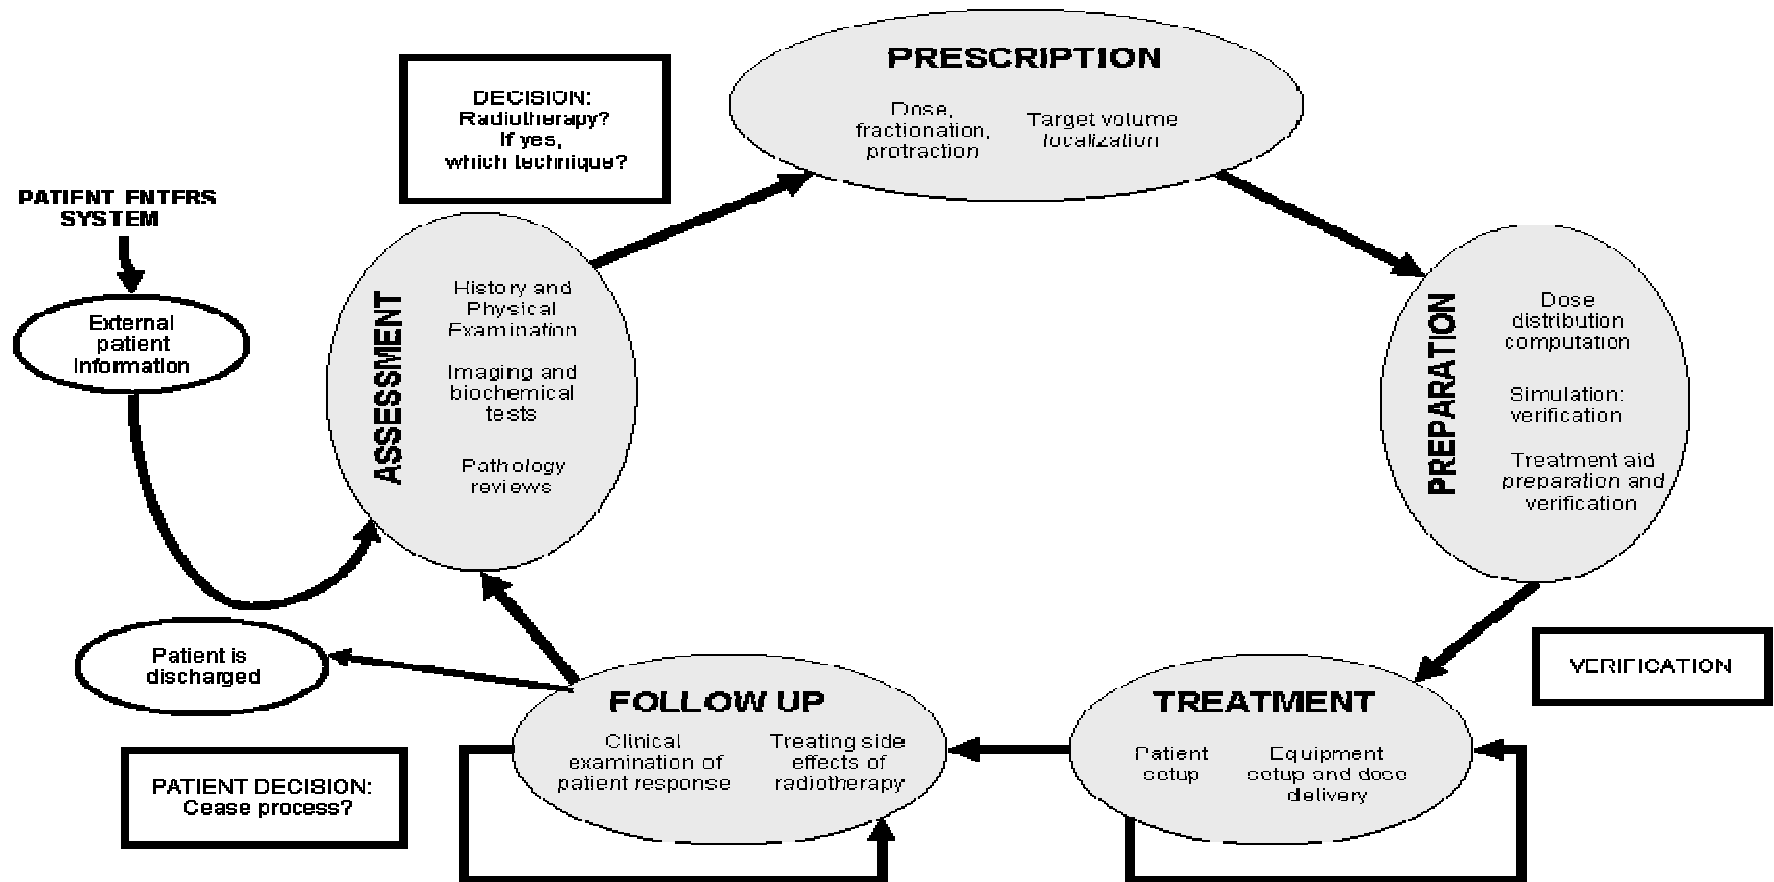 PRESCRIPTION
Dose,
fractionation,
protraction
Target volume
localization
DECISION:
Radiotherapy?
If yes,
which technique?
PATIENT ENTERS
SYSTEM
External
patient
information
ASSESSMENT
History and
Physical
Examination
Imaging and
biochemical
tests
Pathology
reviews
PREPARATION
Dose
distribution
computation
Simulation:
verification
Treatment aid
preparation and
verification
VERIFICATION
TREATMENT
Patient
setup
Equipment
setup and dose
delivery
FOLLOW UP
Clinical
examination of
patient response
Treating side
effects of
radiotherapy
Patient is
discharged
PATIENT DECISION:
Cease process?